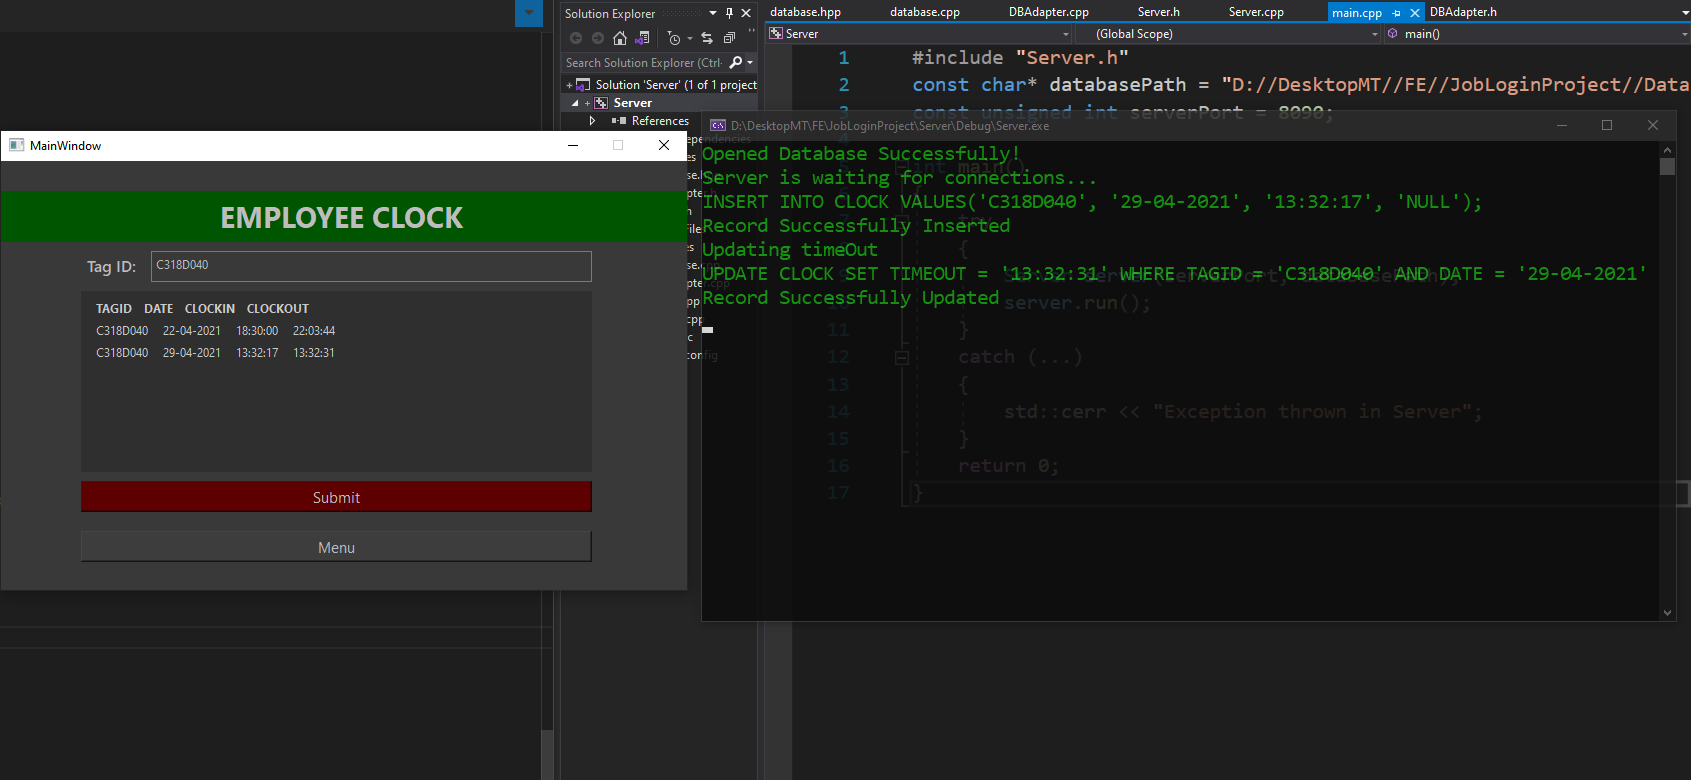 Solution Explorer
Search Solution Explorer (Ctrl-
Solution 'Server' (1 of 1 project
Server
References
database.hpp database.cpp DBAdapter.cpp Server.h Server.cpp main.cpp DBAdapter.h
Server (Global Scope) main()
1 #include "Server.h"
2 const char* databasePath = "D://DesktopMT//FE//JobLoginProject//Data
3 const unsigned int serverPort = 8090;
MainWindow
EMPLOYEE CLOCK
Tag ID: C318D040
TAGID DATE CLOCKIN CLOCKOUT
C318D040 22-04-2021 18:30:00 22:03:44
C318D040 29-04-2021 13:32:17 13:32:31
Submit
Menu
D:\DesktopMT\FE\JobLoginProject\Server\Debug\Server.exe
Opened Database Successfully!
Server is waiting for connections...
INSERT INTO CLOCK VALUES('C318D040', '29-04-2021', '13:32:17', 'NULL');
Record Successfully Inserted
Updating timeOut
UPDATE CLOCK SET TIMEOUT = '13:32:31' WHERE TAGID = 'C318D040' AND DATE = '29-04-2021'
Record Successfully Updated
int main()
{
server.run();
11 }
12 catch (...)
13 {
14 std::cerr << "Exception thrown in Server";
15 }
16 return 0;
17 }